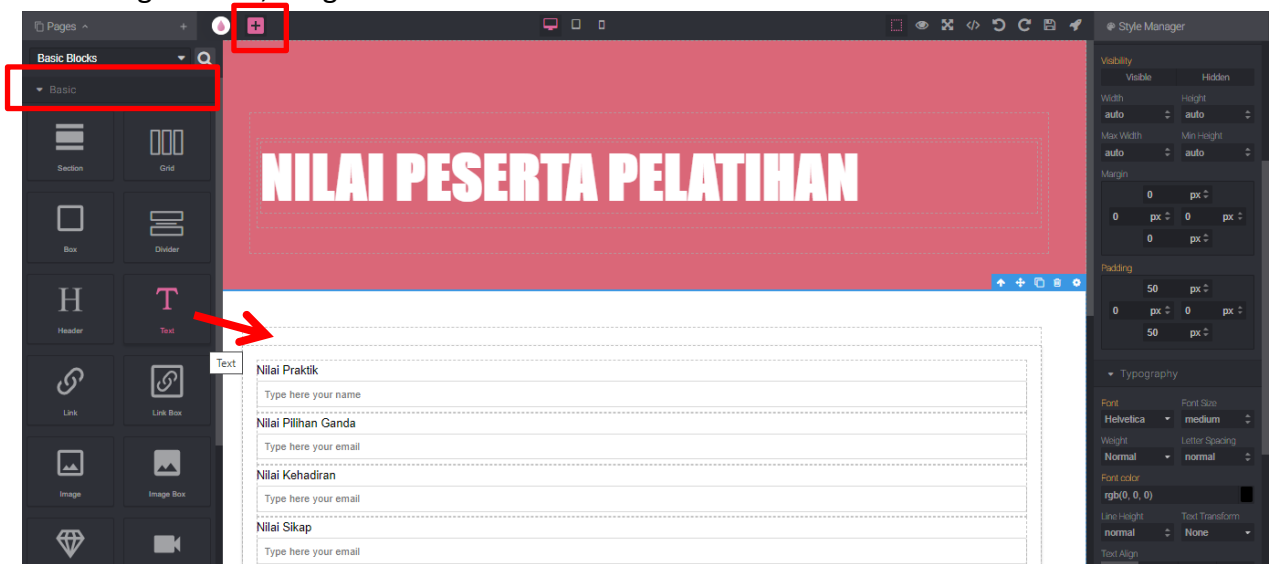 Pages
Style Manager
Basic Blocks
Basic
Section
Grid
Box
Divider
H
Header
T
Text
Text
Link
Link Box
Image
Image Box
NILAI PESERTA PELATIHAN
Nilai Praktik
Type here your name
Nilai Pilihan Ganda
Type here your email
Nilai Kehadiran
Type here your email
Nilai Sikap
Type here your email
Visibility
Visible Hidden
Width Height
auto auto
Max Width Min Height
auto auto
Margin
0 px
0 px 0 px
0 px
Padding
50 px
0 px 0 px
50 px
Typography
Font Font Size
Helvetica medium
Weight Letter Spacing
Normal normal
Font color
rgb(0, 0, 0)
Line Height Text Transform
normal None
Text Align